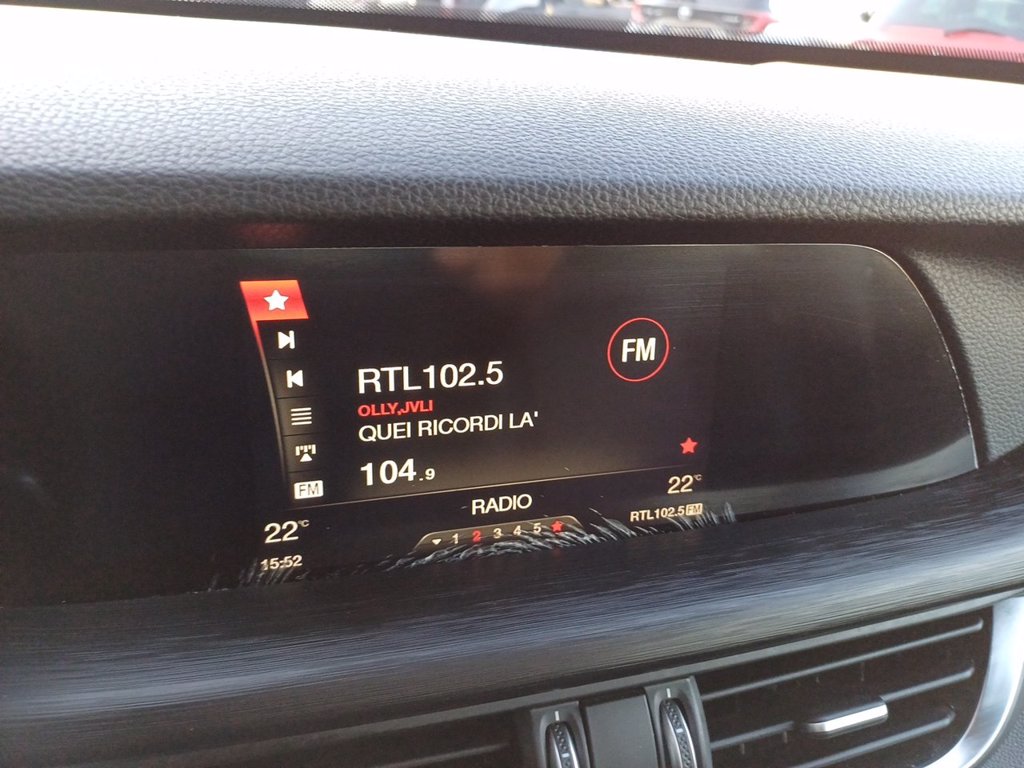 FM
RTL102.5
OLLY,JVLI
QUEI RICORDI LA'
104.9
FM
RADIO
22°C
22°C
15:52
1 2 3 4 5
RTL102.5 FM